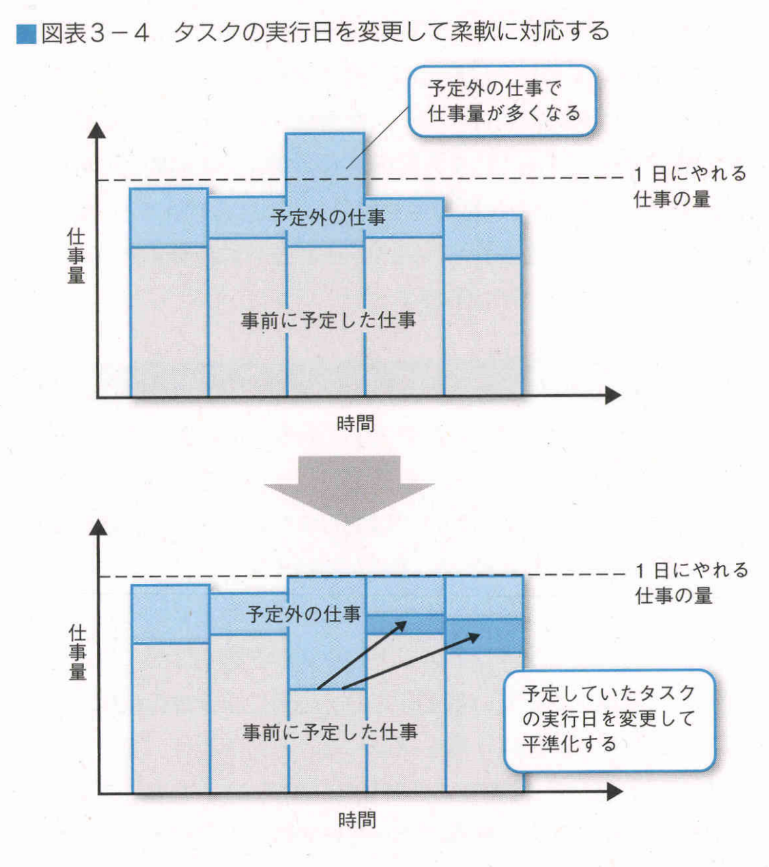 ■図表3－4　タスクの実行日を変更して柔軟に対応する
予定外の仕事で
仕事量が多くなる
1日にやれる
仕事の量
仕事量
予定外の仕事
事前に予定した仕事
時間
1日にやれる
仕事の量
仕事量
予定外の仕事
事前に予定した仕事
予定していたタスク
の実行日を変更して
平準化する
時間